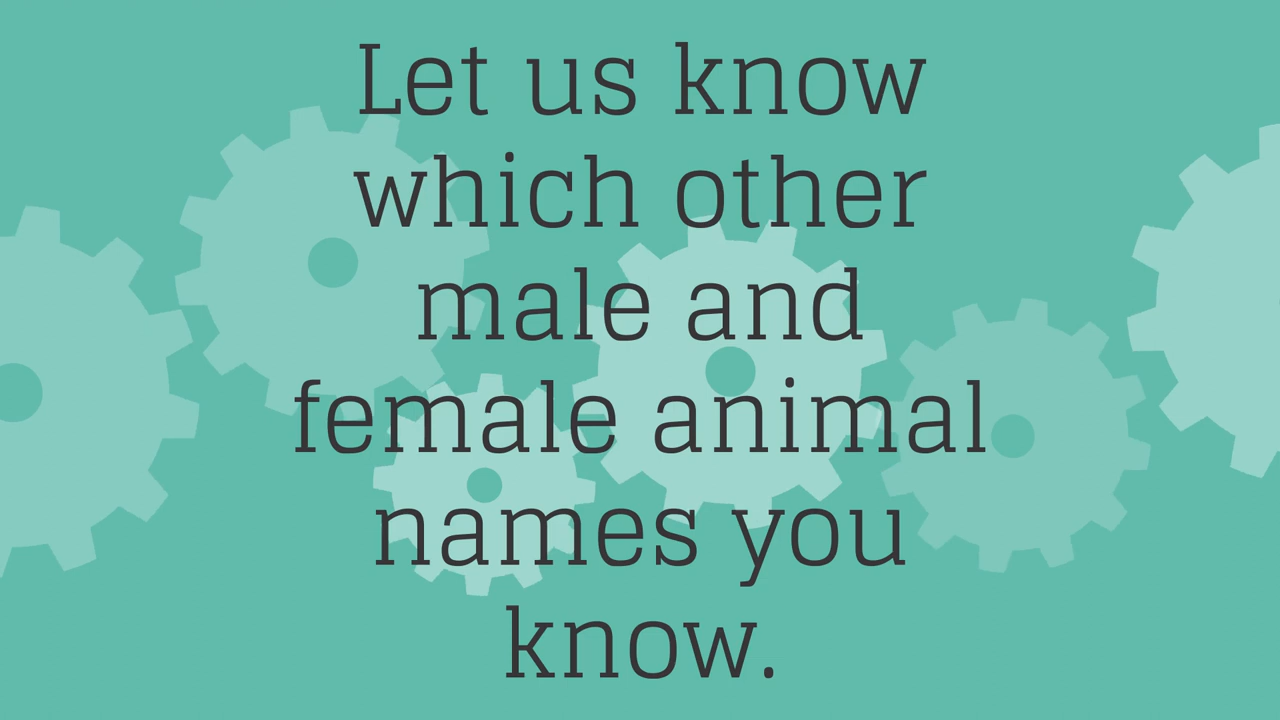 Let us know
which other
male and
female animal
names you
know.